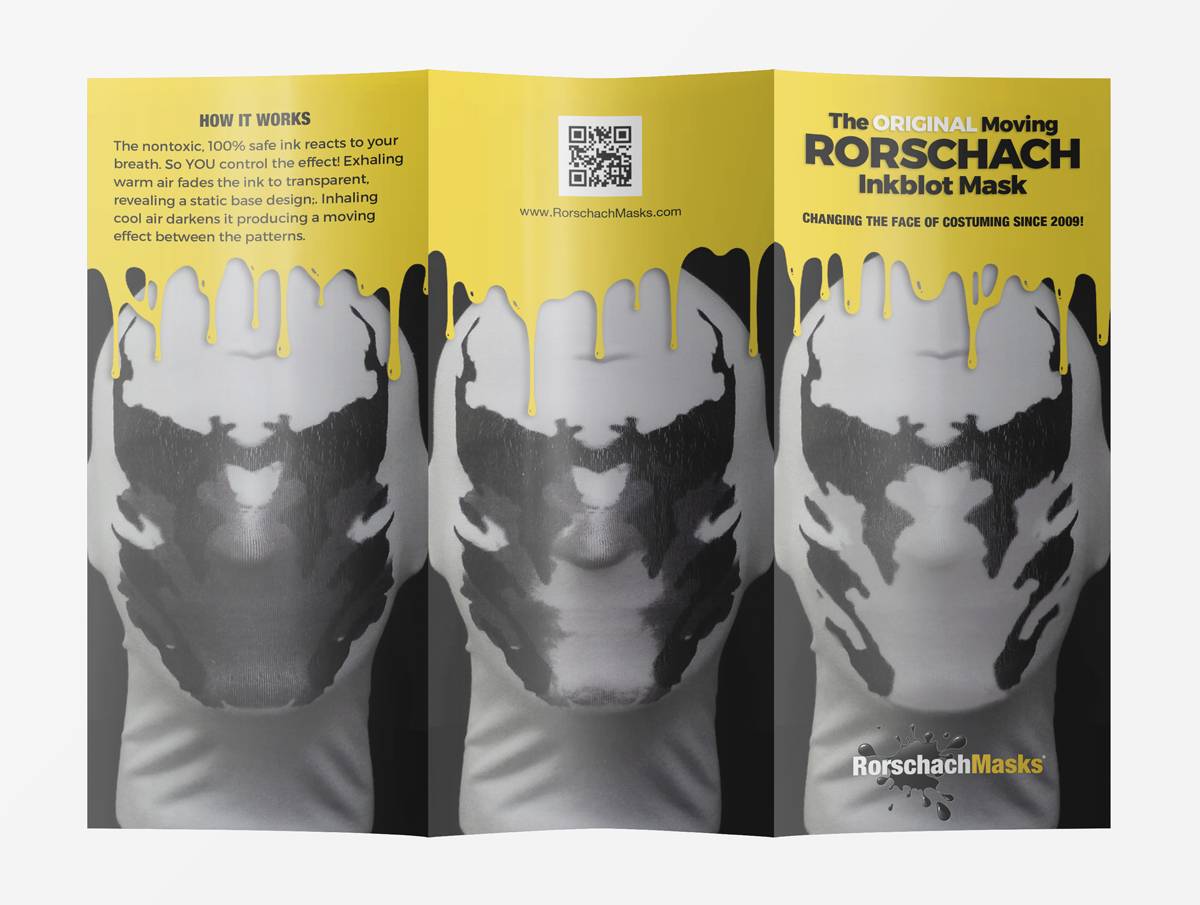 HOW IT WORKS
The nontoxic, 100% safe ink reacts to your
breath. So YOU control the effect! Exhaling
warm air fades the ink to transparent,
revealing a static base design;. Inhaling
cool air darkens it producing a moving
effect between the patterns.
www.RorschachMasks.com
The ORIGINAL Moving
RORSCHACH
Inkblot Mask
CHANGING THE FACE OF COSTUMING SINCE 2009!
RorschachMasks®